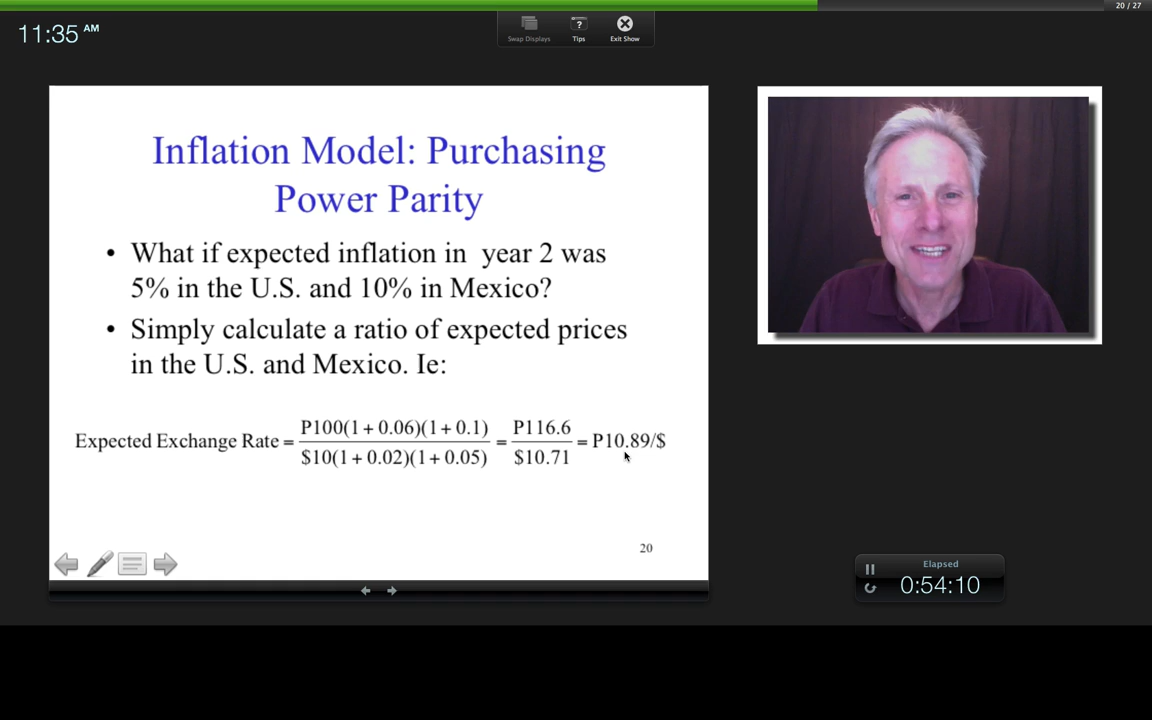 20 / 27
11:35 AM
Swap Displays
Tips
Exit Show
Inflation Model: Purchasing
Power Parity
• What if expected inflation in year 2 was
5% in the U.S. and 10% in Mexico?
• Simply calculate a ratio of expected prices
in the U.S. and Mexico. Ie:
Expected Exchange Rate = P100(1 + 0.06)(1 + 0.1) / $10(1 + 0.02)(1 + 0.05) = P116.6 / $10.71 = P10.89/$
20
Elapsed
0:54:10